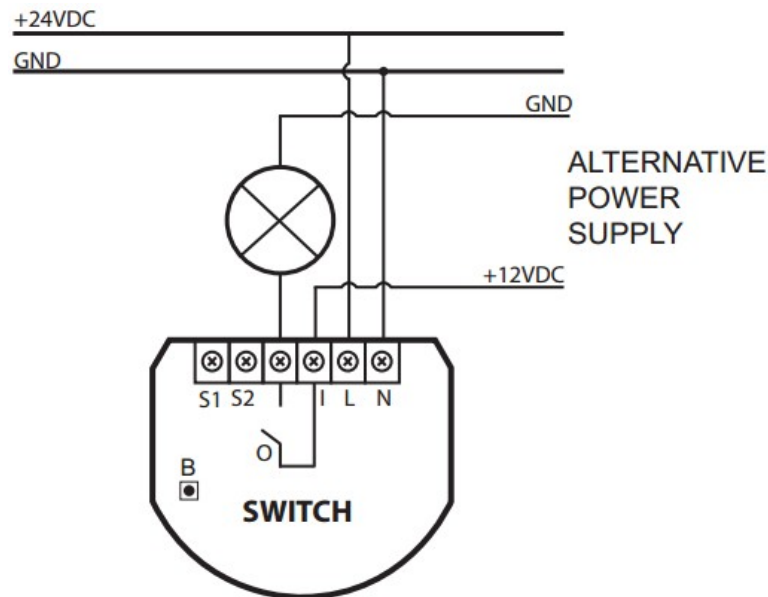 +24VDC
GND
GND
ALTERNATIVE
POWER
SUPPLY
+12VDC
S1 S2 I L N
O
B
SWITCH